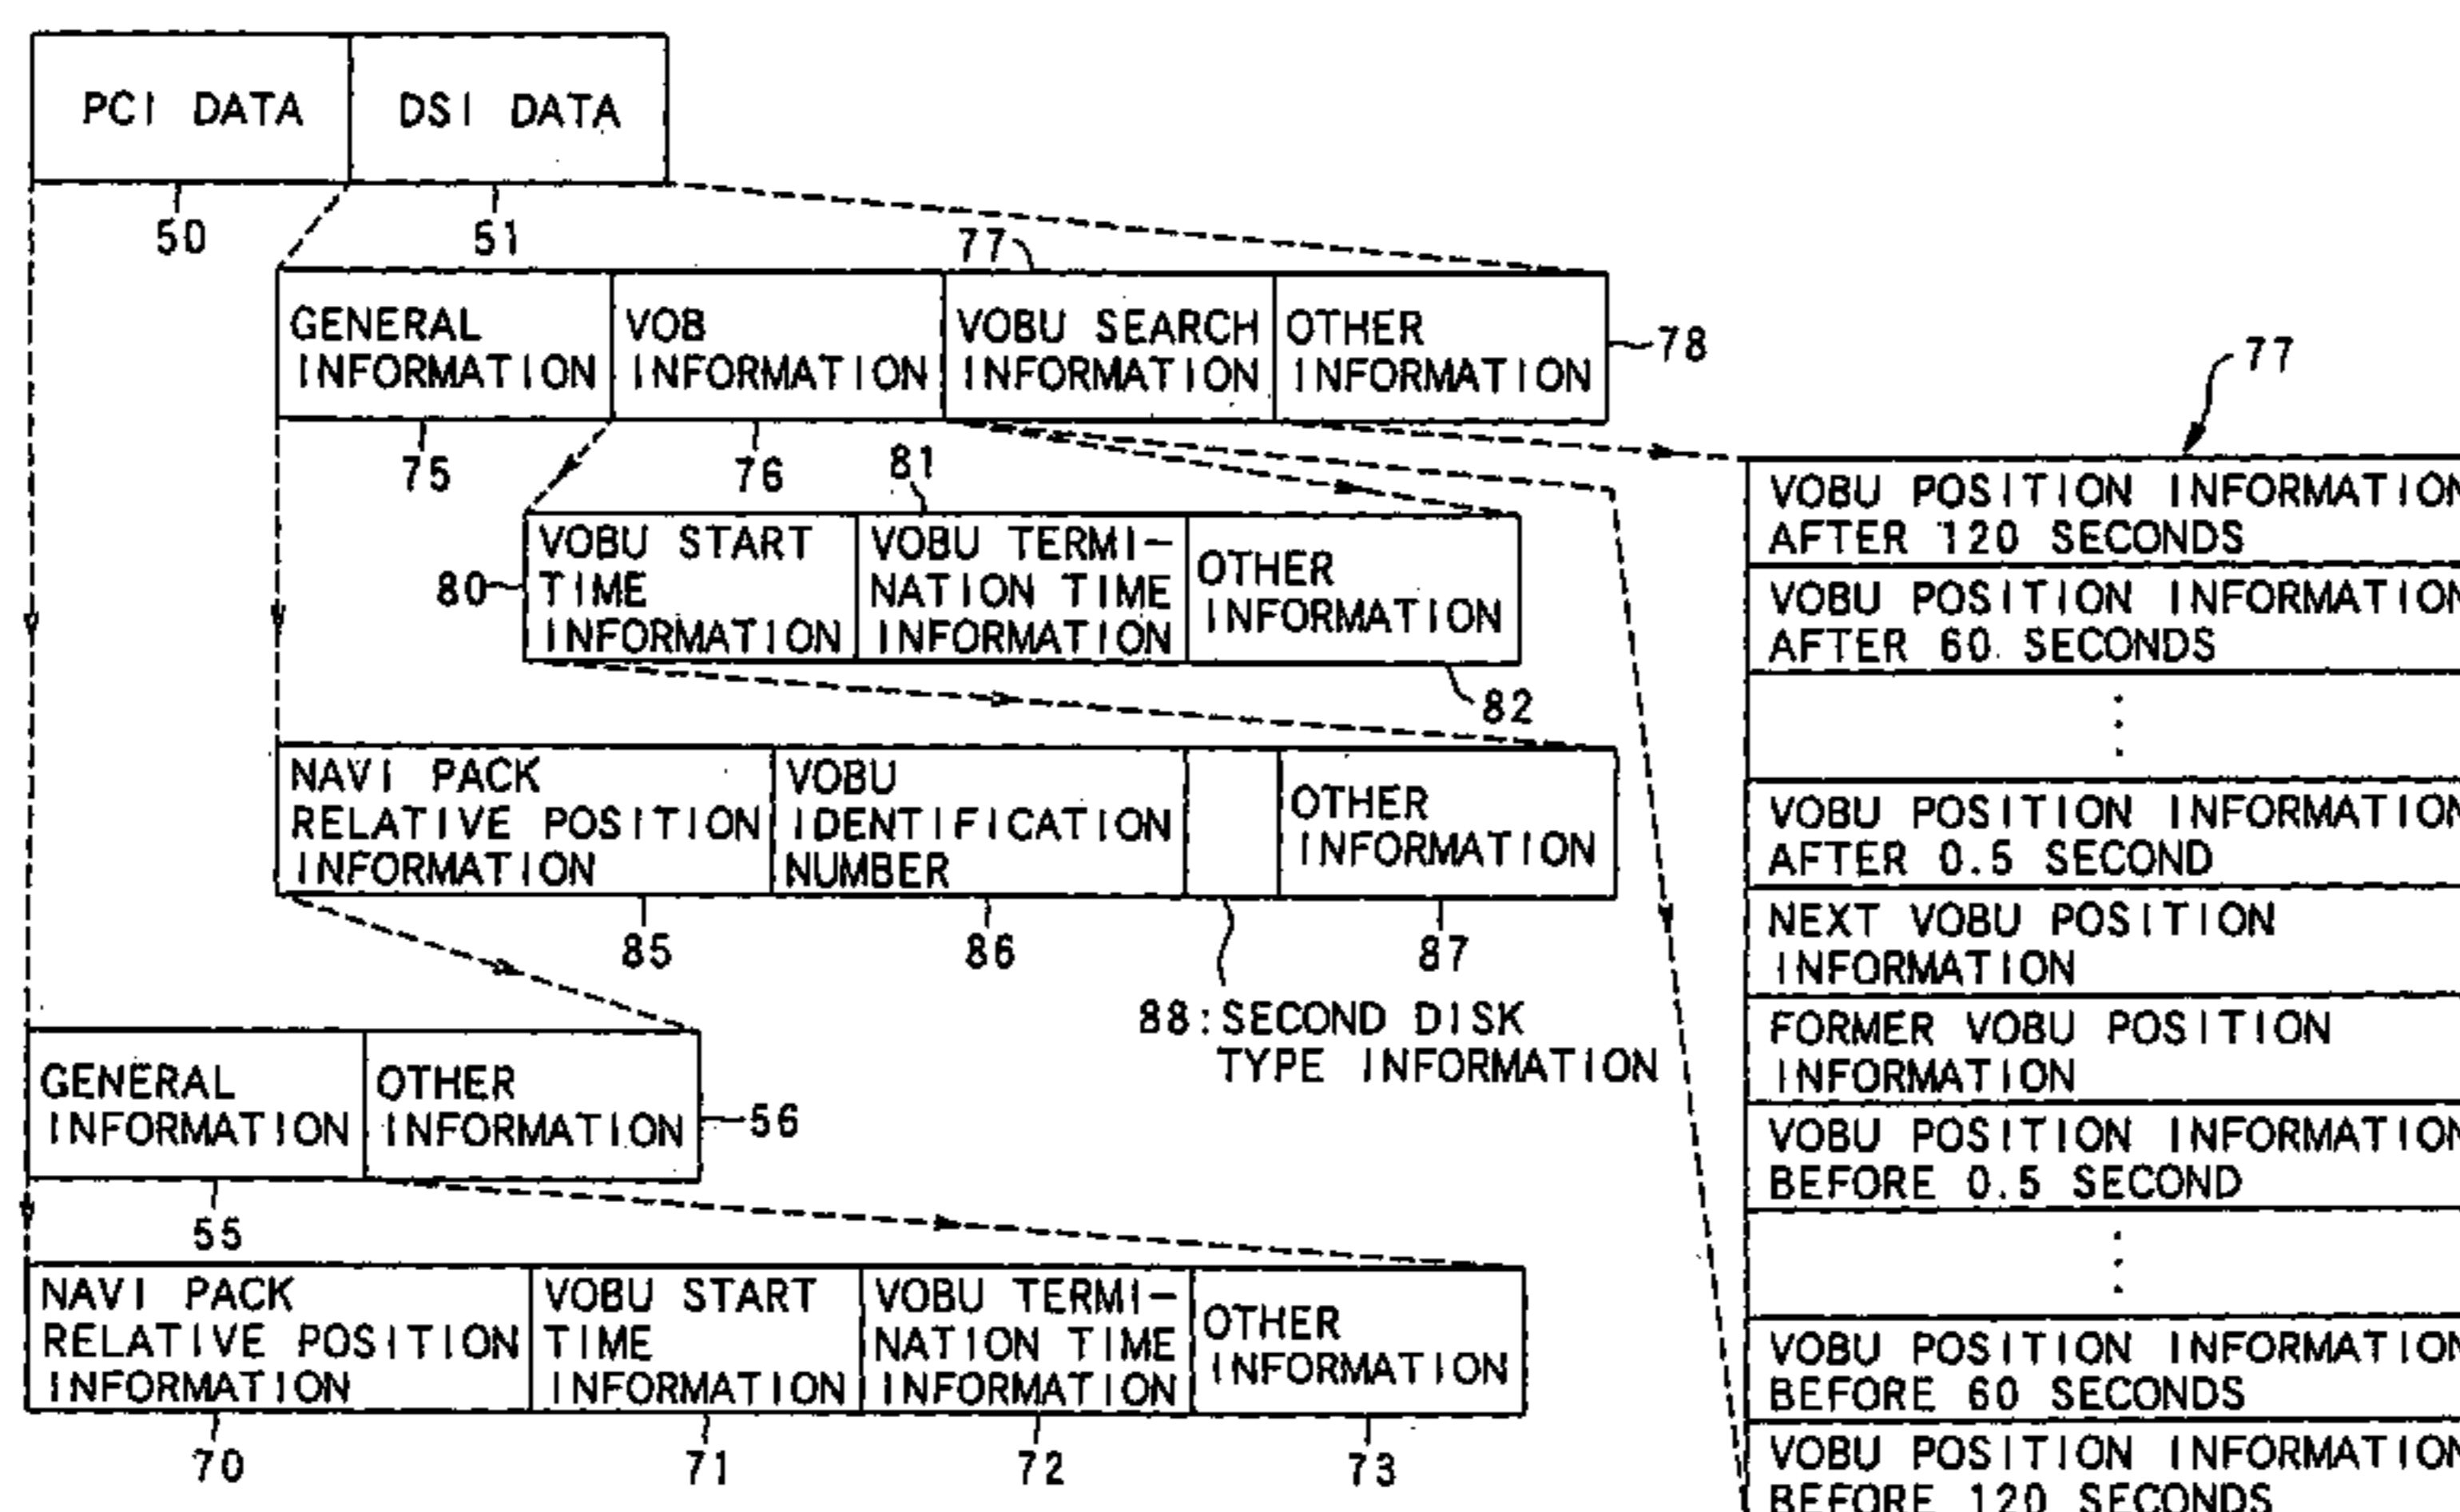 PCI DATA
DSI DATA
50
51
77
GENERAL
INFORMATION
VOB
INFORMATION
VOBU SEARCH
INFORMATION
OTHER
INFORMATION
78
75
76
81
80
VOBU START
TIME
INFORMATION
VOBU TERMI-
NATION TIME
INFORMATION
OTHER
INFORMATION
82
NAVI PACK
RELATIVE POSITION
INFORMATION
VOBU
IDENTIFICATION
NUMBER
OTHER
INFORMATION
85
86
87
88:SECOND DISK
TYPE INFORMATION
GENERAL
INFORMATION
OTHER
INFORMATION
56
55
NAVI PACK
RELATIVE POSITION
INFORMATION
VOBU START
TIME
INFORMATION
VOBU TERMI-
NATION TIME
INFORMATION
OTHER
INFORMATION
70
71
72
73
77
VOBU POSITION INFORMATION
AFTER 120 SECONDS
VOBU POSITION INFORMATION
AFTER 60 SECONDS
VOBU POSITION INFORMATION
AFTER 0.5 SECOND
NEXT VOBU POSITION
INFORMATION
FORMER VOBU POSITION
INFORMATION
VOBU POSITION INFORMATION
BEFORE 0.5 SECOND
VOBU POSITION INFORMATION
BEFORE 60 SECONDS
VOBU POSITION INFORMATION
BEFORE 120 SECONDS